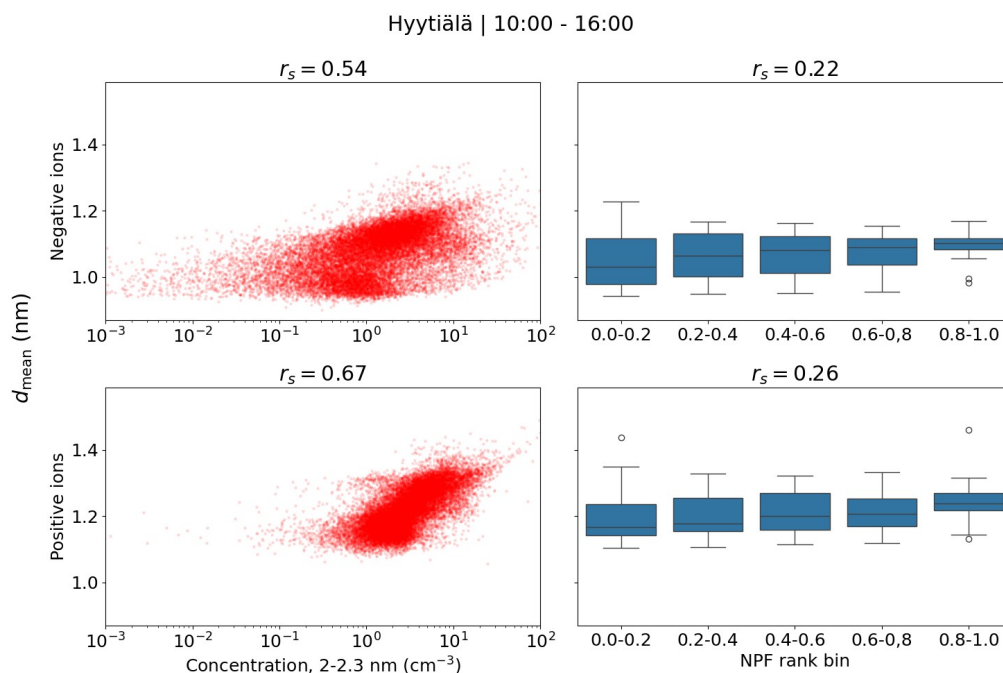 Hyytiälä | 10:00 - 16:00
r_s = 0.54
r_s = 0.22
d_mean (nm)
Negative ions
1.4
1.2
1.0
10^−3 10^−2 10^−1 10^0 10^1 10^2
0.0-0.2 0.2-0.4 0.4-0.6 0.6-0,8 0.8-1.0
r_s = 0.67
r_s = 0.26
Positive ions
1.4
1.2
1.0
10^−3 10^−2 10^−1 10^0 10^1 10^2
0.0-0.2 0.2-0.4 0.4-0.6 0.6-0,8 0.8-1.0
Concentration, 2-2.3 nm (cm^−3)
NPF rank bin